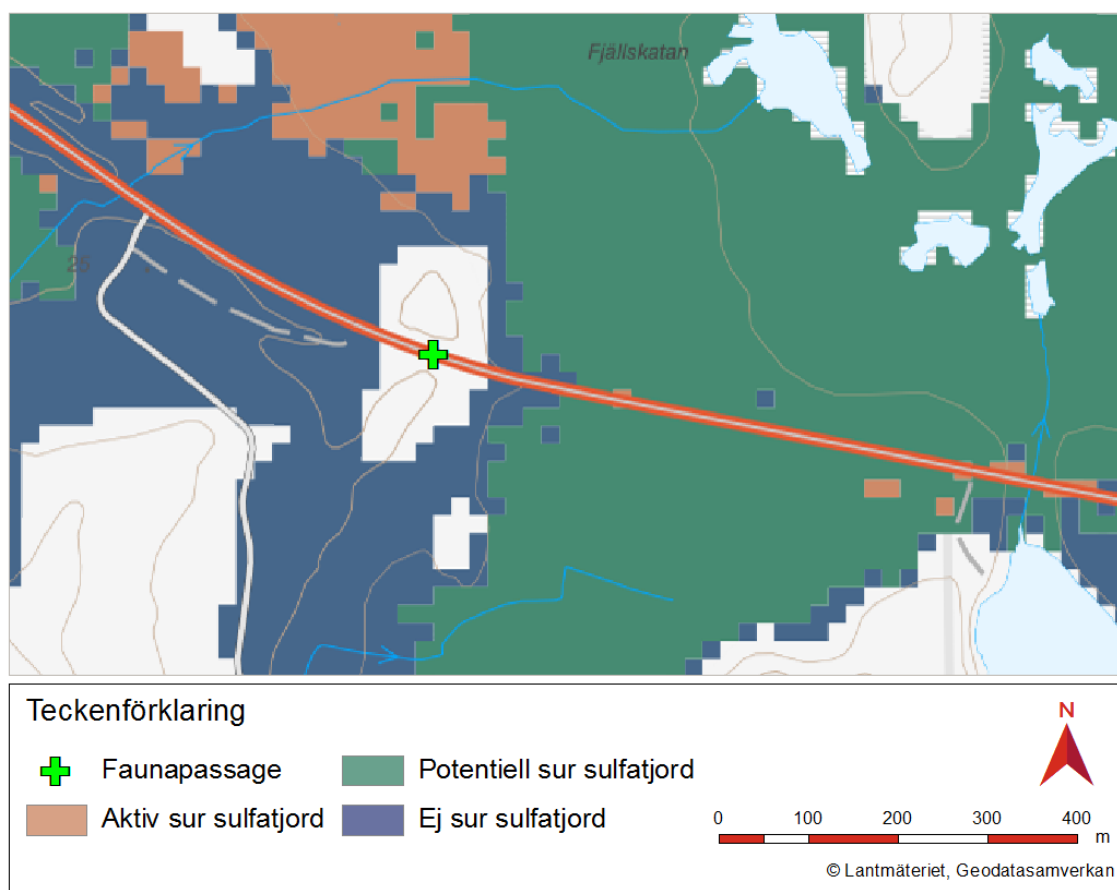 Fjällskatan
25
Teckenförklaring
Faunapassage
Potentiell sur sulfatjord
Aktiv sur sulfatjord
Ej sur sulfatjord
N
0 100 200 300 400
m
© Lantmäteriet, Geodatasamverkan